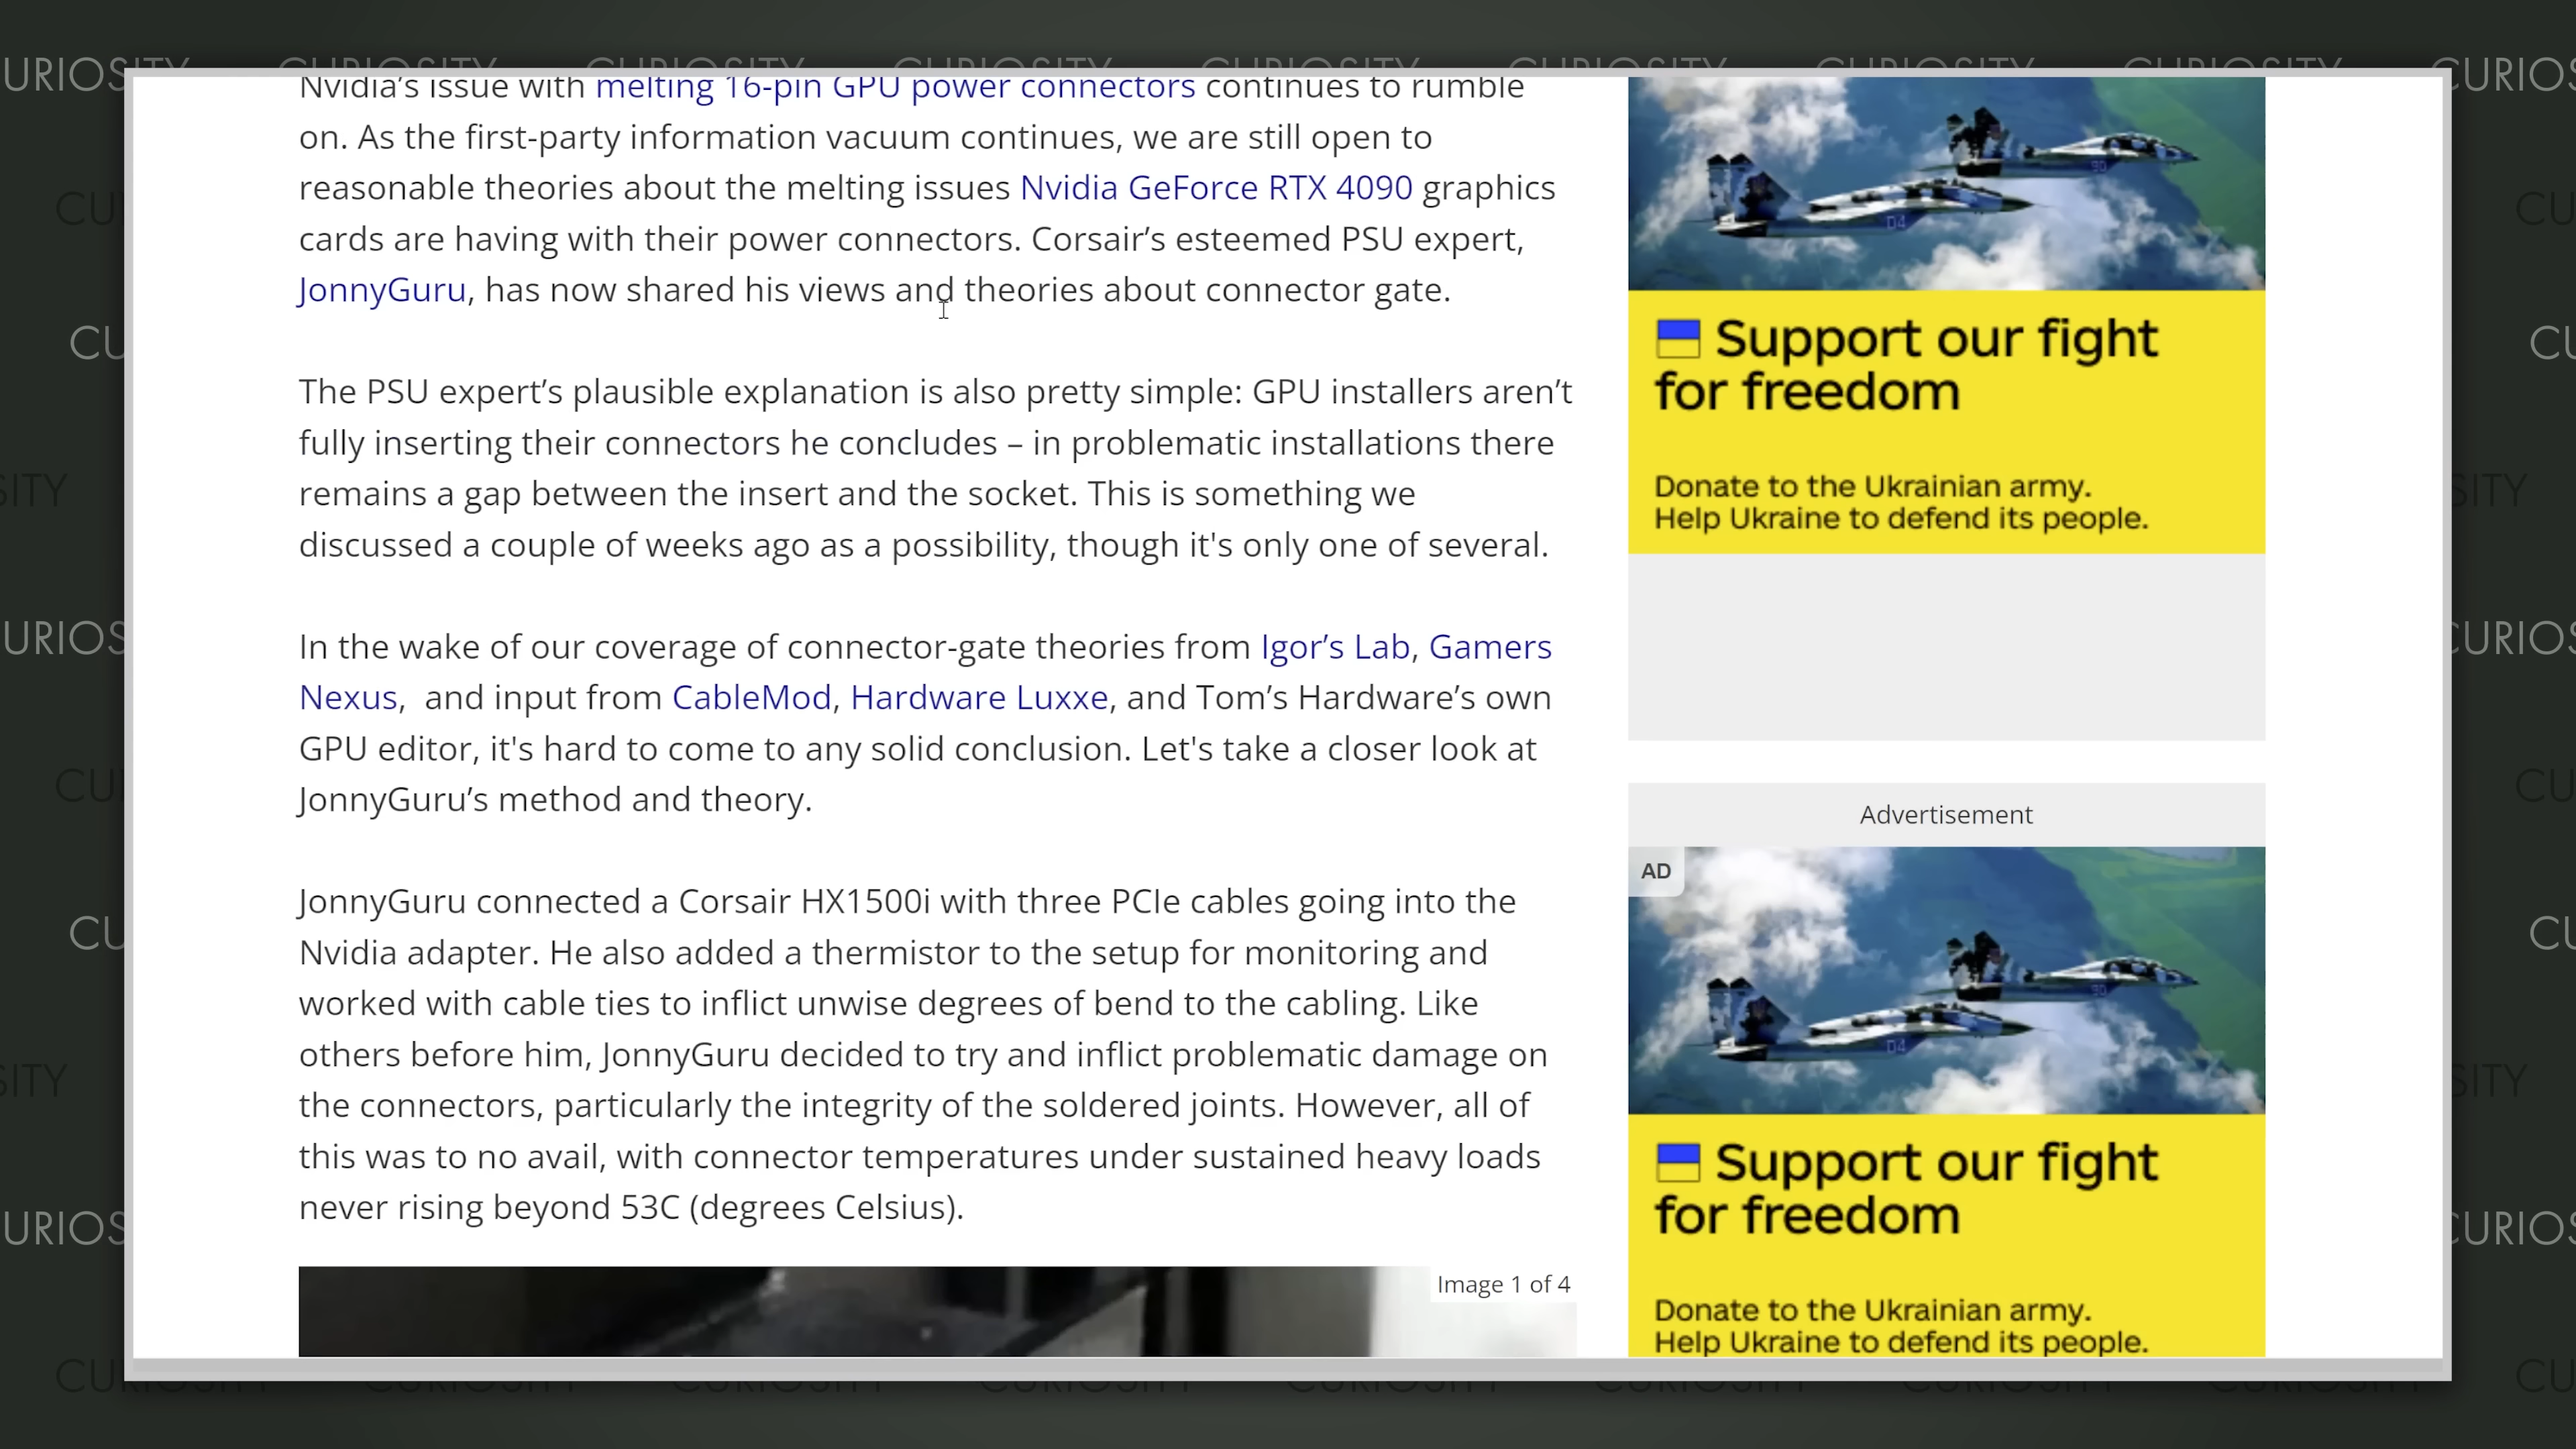 Nvidia's issue with melting 16-pin GPU power connectors continues to rumble
on. As the first-party information vacuum continues, we are still open to
reasonable theories about the melting issues Nvidia GeForce RTX 4090 graphics
cards are having with their power connectors. Corsair's esteemed PSU expert,
JonnyGuru, has now shared his views and theories about connector gate.
The PSU expert's plausible explanation is also pretty simple: GPU installers aren't
fully inserting their connectors he concludes – in problematic installations there
remains a gap between the insert and the socket. This is something we
discussed a couple of weeks ago as a possibility, though it's only one of several.
In the wake of our coverage of connector-gate theories from Igor's Lab, Gamers
Nexus,  and input from CableMod, Hardware Luxxe, and Tom's Hardware's own
GPU editor, it's hard to come to any solid conclusion. Let's take a closer look at
JonnyGuru's method and theory.
JonnyGuru connected a Corsair HX1500i with three PCIe cables going into the
Nvidia adapter. He also added a thermistor to the setup for monitoring and
worked with cable ties to inflict unwise degrees of bend to the cabling. Like
others before him, JonnyGuru decided to try and inflict problematic damage on
the connectors, particularly the integrity of the soldered joints. However, all of
this was to no avail, with connector temperatures under sustained heavy loads
never rising beyond 53C (degrees Celsius).
Image 1 of 4
Support our fight
for freedom
Donate to the Ukrainian army.
Help Ukraine to defend its people.
Advertisement
AD
Support our fight
for freedom
Donate to the Ukrainian army.
Help Ukraine to defend its people.